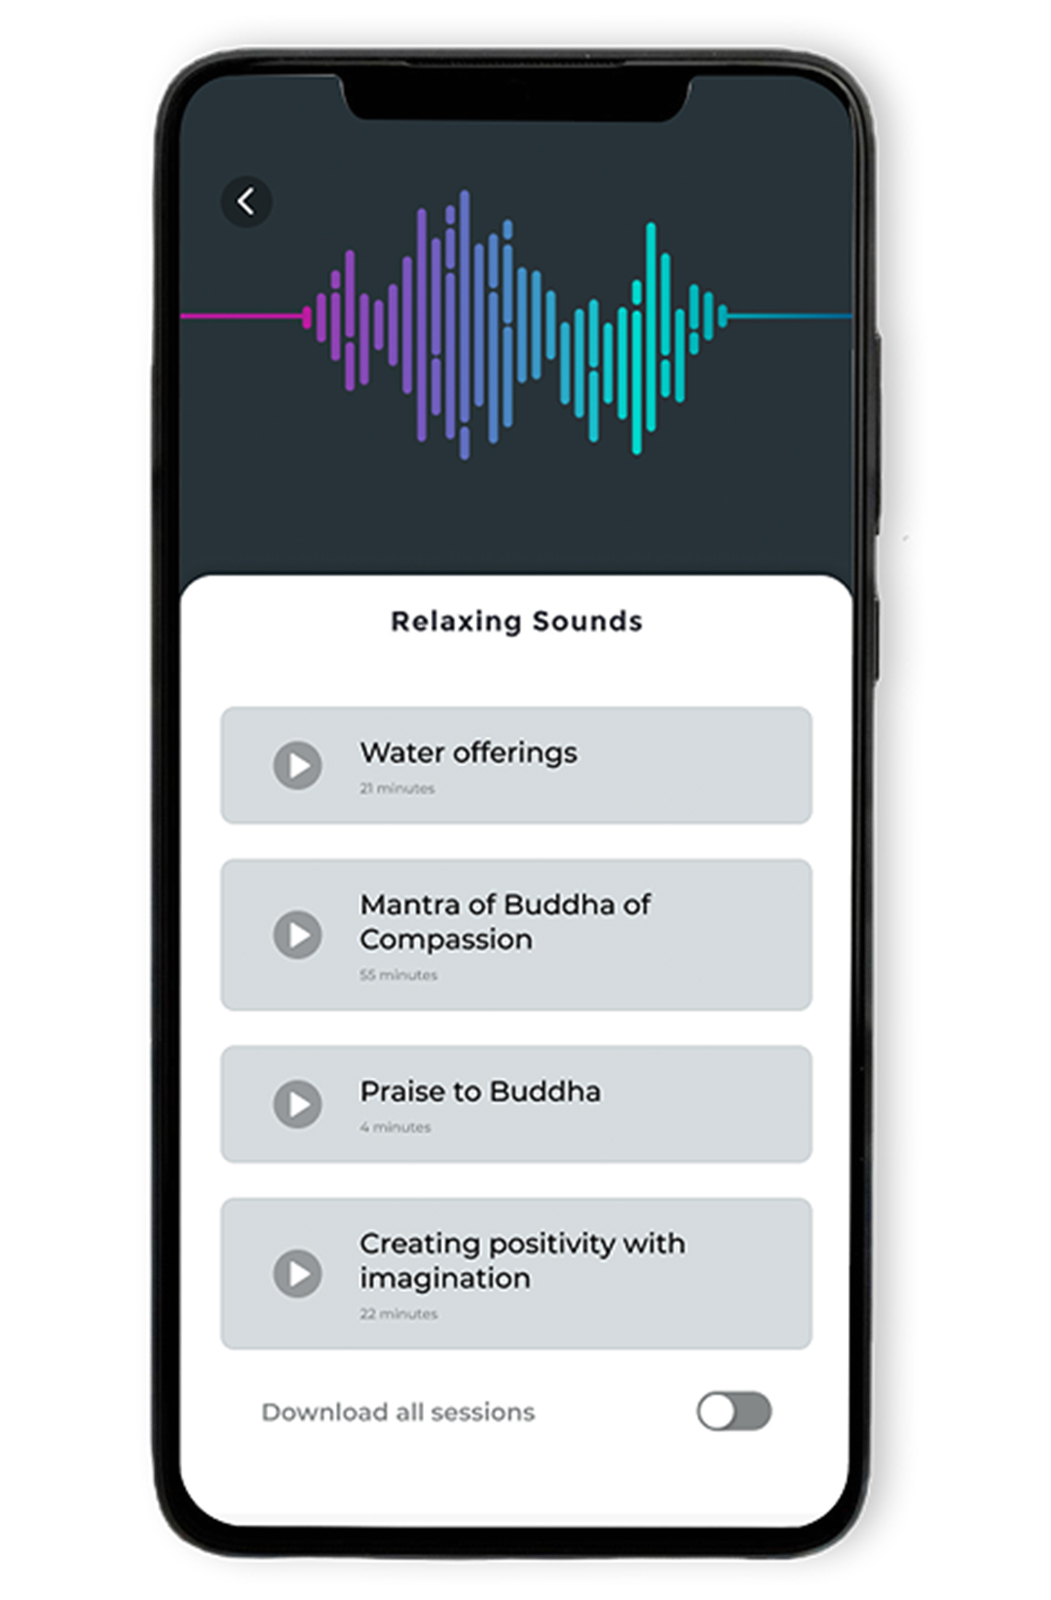 Relaxing Sounds
Water offerings
21 minutes
Mantra of Buddha of
Compassion
55 minutes
Praise to Buddha
4 minutes
Creating positivity with
imagination
22 minutes
Download all sessions